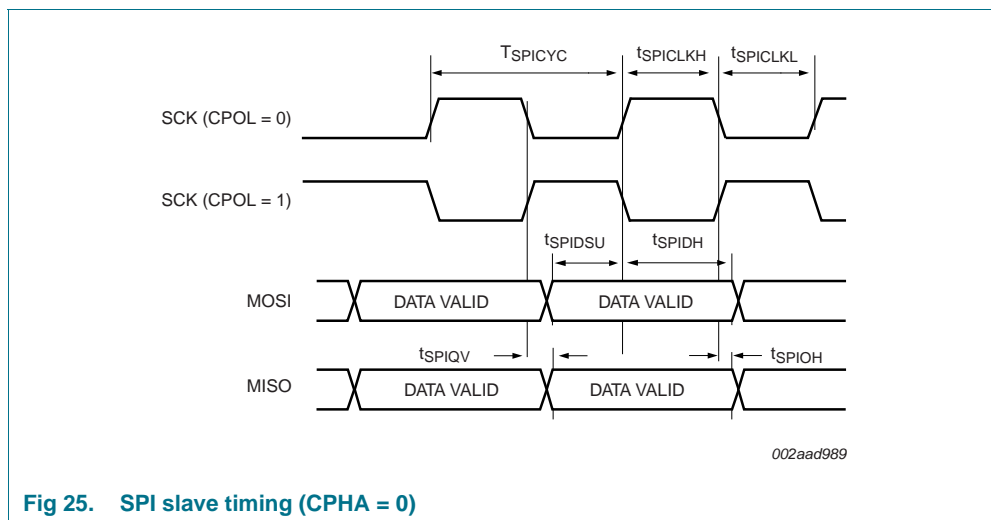 TSPICYC tSPICLKH tSPICLKL
SCK (CPOL = 0)
SCK (CPOL = 1)
tSPIDSU tSPIDH
MOSI DATA VALID DATA VALID
tSPIQV tSPIOH
MISO DATA VALID DATA VALID
002aad989
Fig 25. SPI slave timing (CPHA = 0)